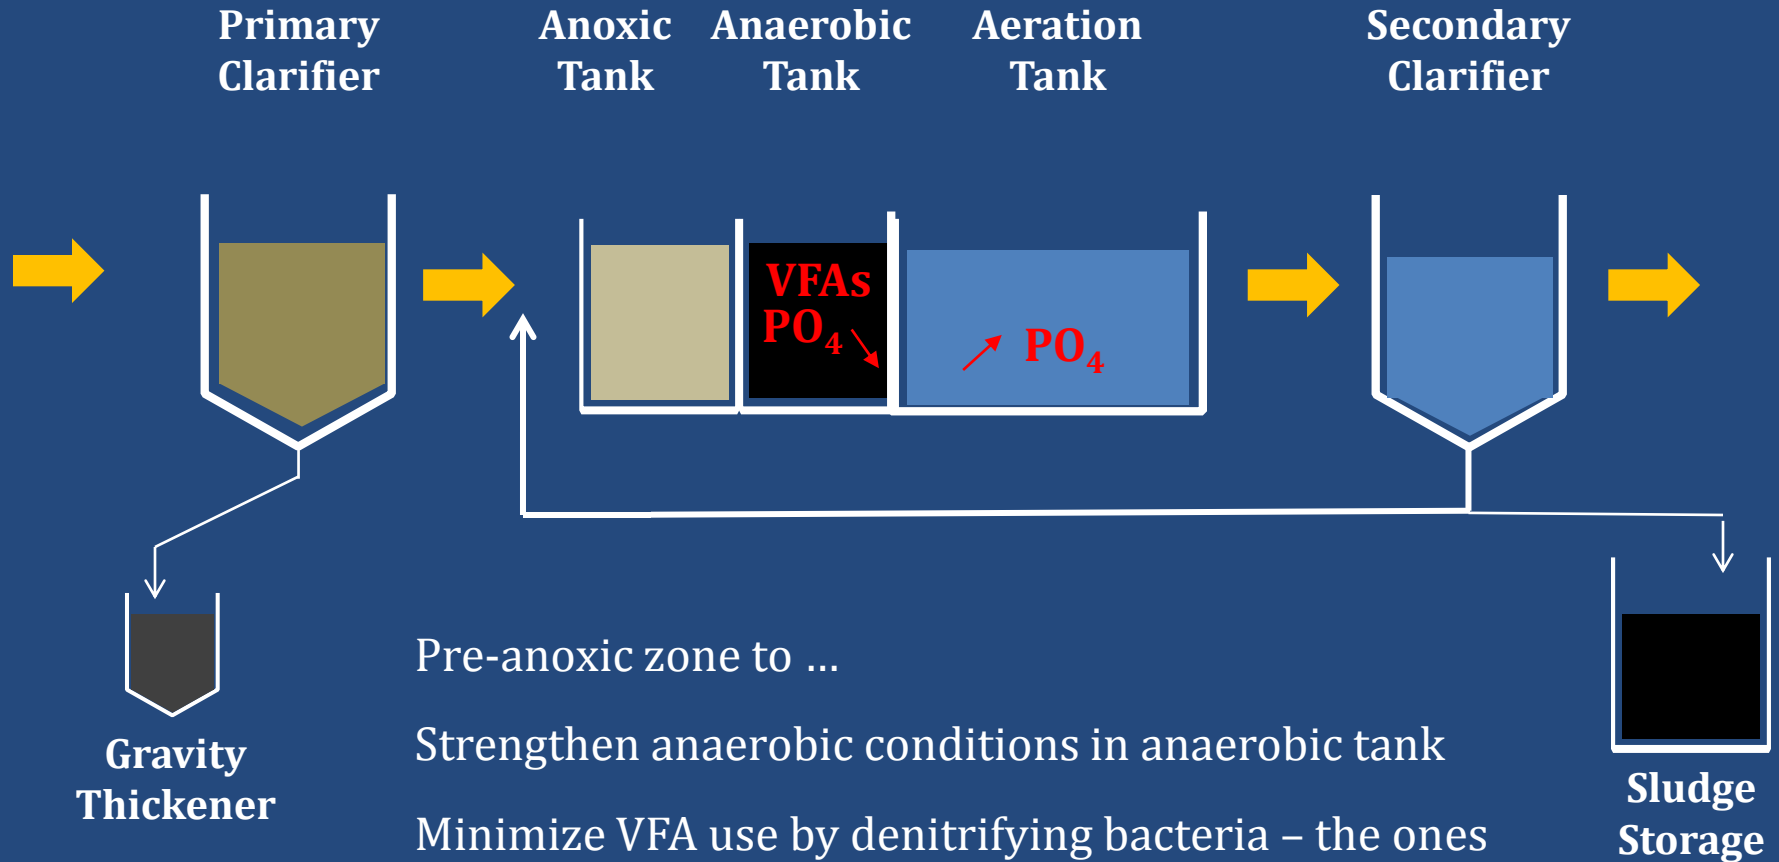 Primary
Clarifier
Anoxic
Tank
Anaerobic
Tank
Aeration
Tank
Secondary
Clarifier
VFAs
PO₄
PO₄
Gravity
Thickener
Pre-anoxic zone to ...
Strengthen anaerobic conditions in anaerobic tank
Minimize VFA use by denitrifying bacteria – the ones
Sludge
Storage